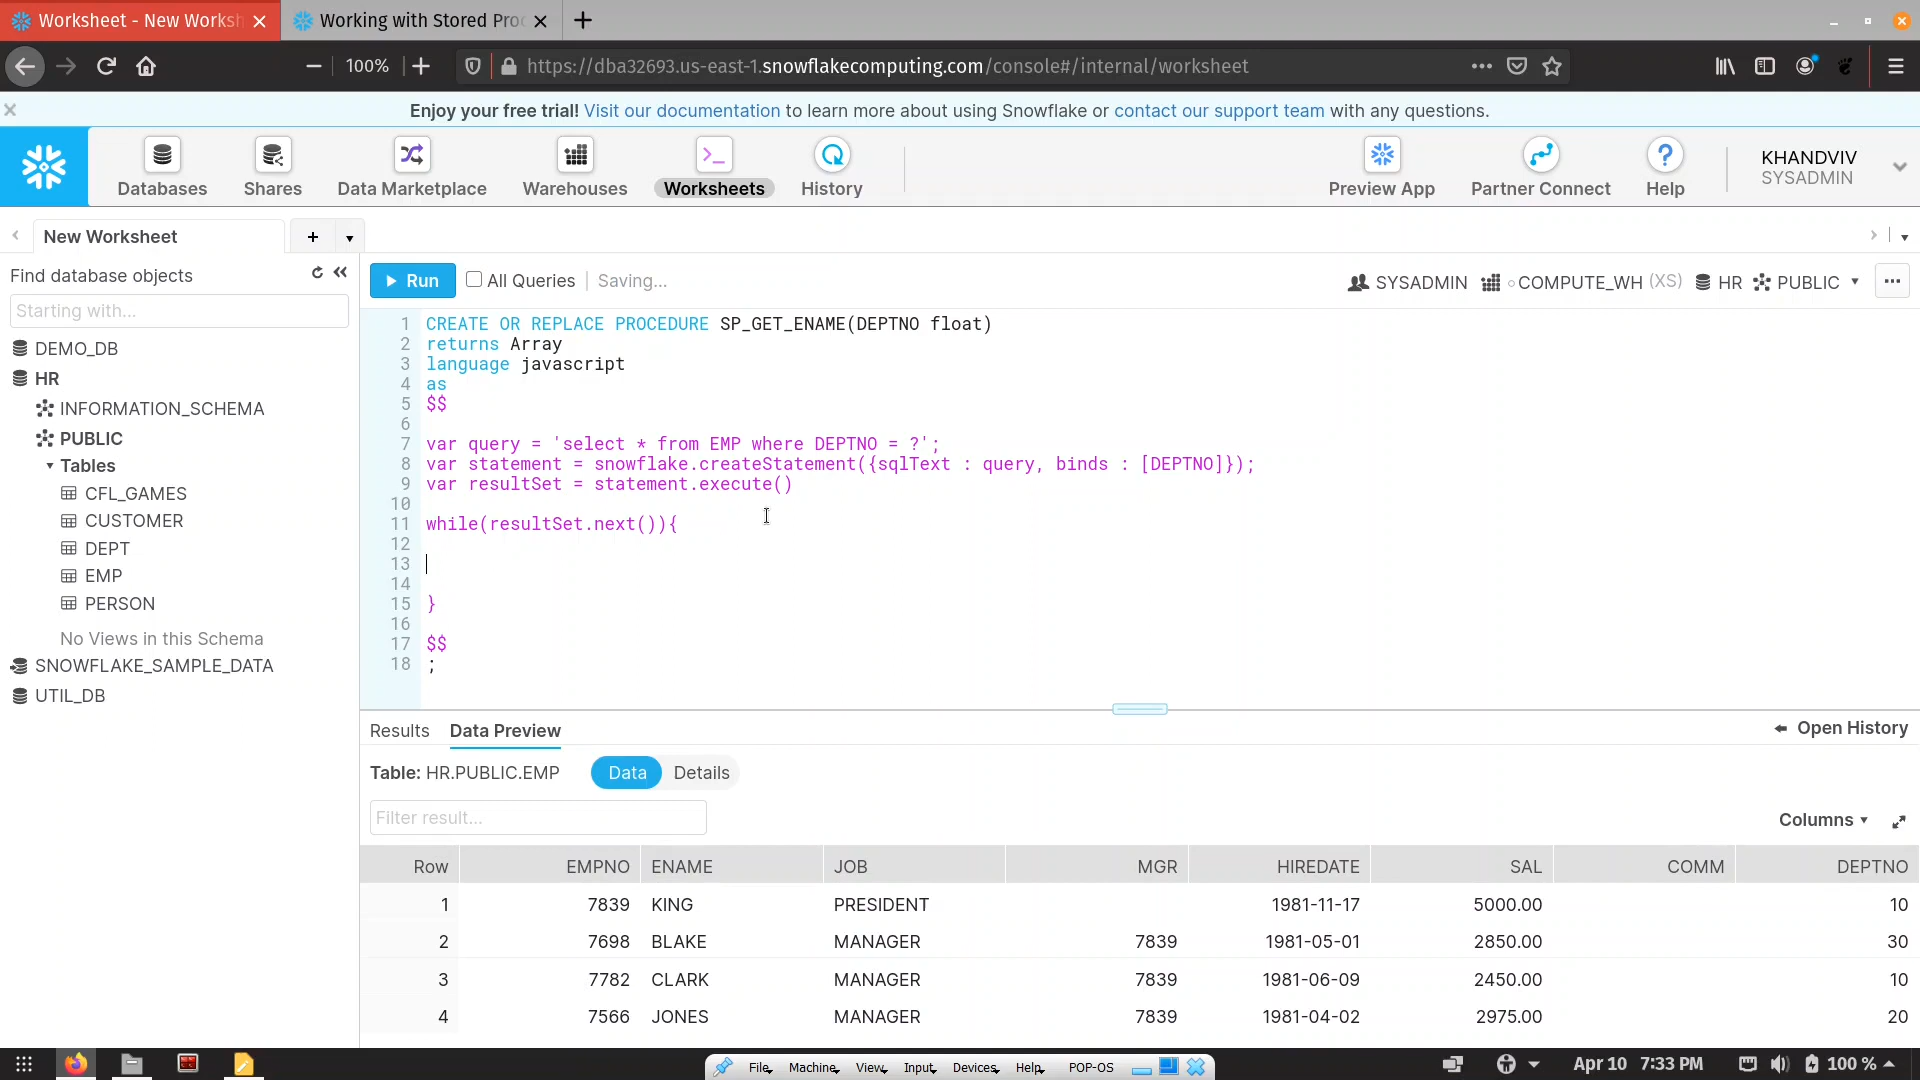 Worksheet - New Worksh
Working with Stored Proc
100%
https://dba32693.us-east-1.snowflakecomputing.com/console#/internal/worksheet
Enjoy your free trial! Visit our documentation to learn more about using Snowflake or contact our support team with any questions.
Databases
Shares
Data Marketplace
Warehouses
Worksheets
History
Preview App
Partner Connect
Help
KHANDVIV
SYSADMIN
New Worksheet
Find database objects
Starting with...
DEMO_DB
HR
INFORMATION_SCHEMA
PUBLIC
Tables
CFL_GAMES
CUSTOMER
DEPT
EMP
PERSON
No Views in this Schema
SNOWFLAKE_SAMPLE_DATA
UTIL_DB
Run
All Queries
Saving...
SYSADMIN
COMPUTE_WH (XS)
HR
PUBLIC
1 CREATE OR REPLACE PROCEDURE SP_GET_ENAME(DEPTNO float)
2 returns Array
3 language javascript
4 as
5 $$
6
7 var query = 'select * from EMP where DEPTNO = ?';
8 var statement = snowflake.createStatement({sqlText : query, binds : [DEPTNO]});
9 var resultSet = statement.execute()
10
11 while(resultSet.next()){
12
13
14
15 }
16
17 $$
18 ;
Results
Data Preview
Open History
Table: HR.PUBLIC.EMP
Data
Details
Filter result...
Columns
Row EMPNO ENAME JOB MGR HIREDATE SAL COMM DEPTNO
1 7839 KING PRESIDENT 1981-11-17 5000.00 10
2 7698 BLAKE MANAGER 7839 1981-05-01 2850.00 30
3 7782 CLARK MANAGER 7839 1981-06-09 2450.00 10
4 7566 JONES MANAGER 7839 1981-04-02 2975.00 20
File
Machine
View
Input
Devices
Help
POP-OS
Apr 10 7:33 PM
100 %